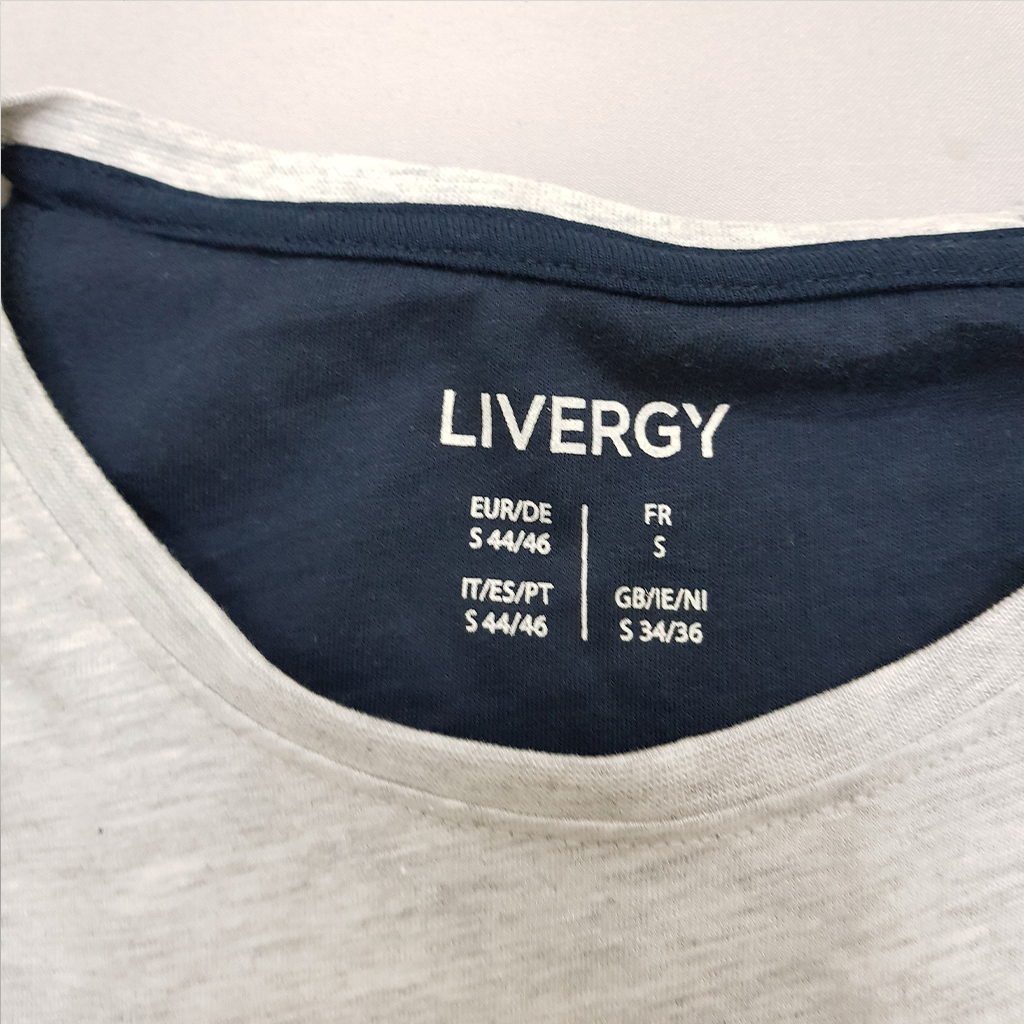 LIVERGY
EUR/DE
S 44/46
IT/ES/PT
S 44/46
FR
S
GB/IE/NI
S 34/36